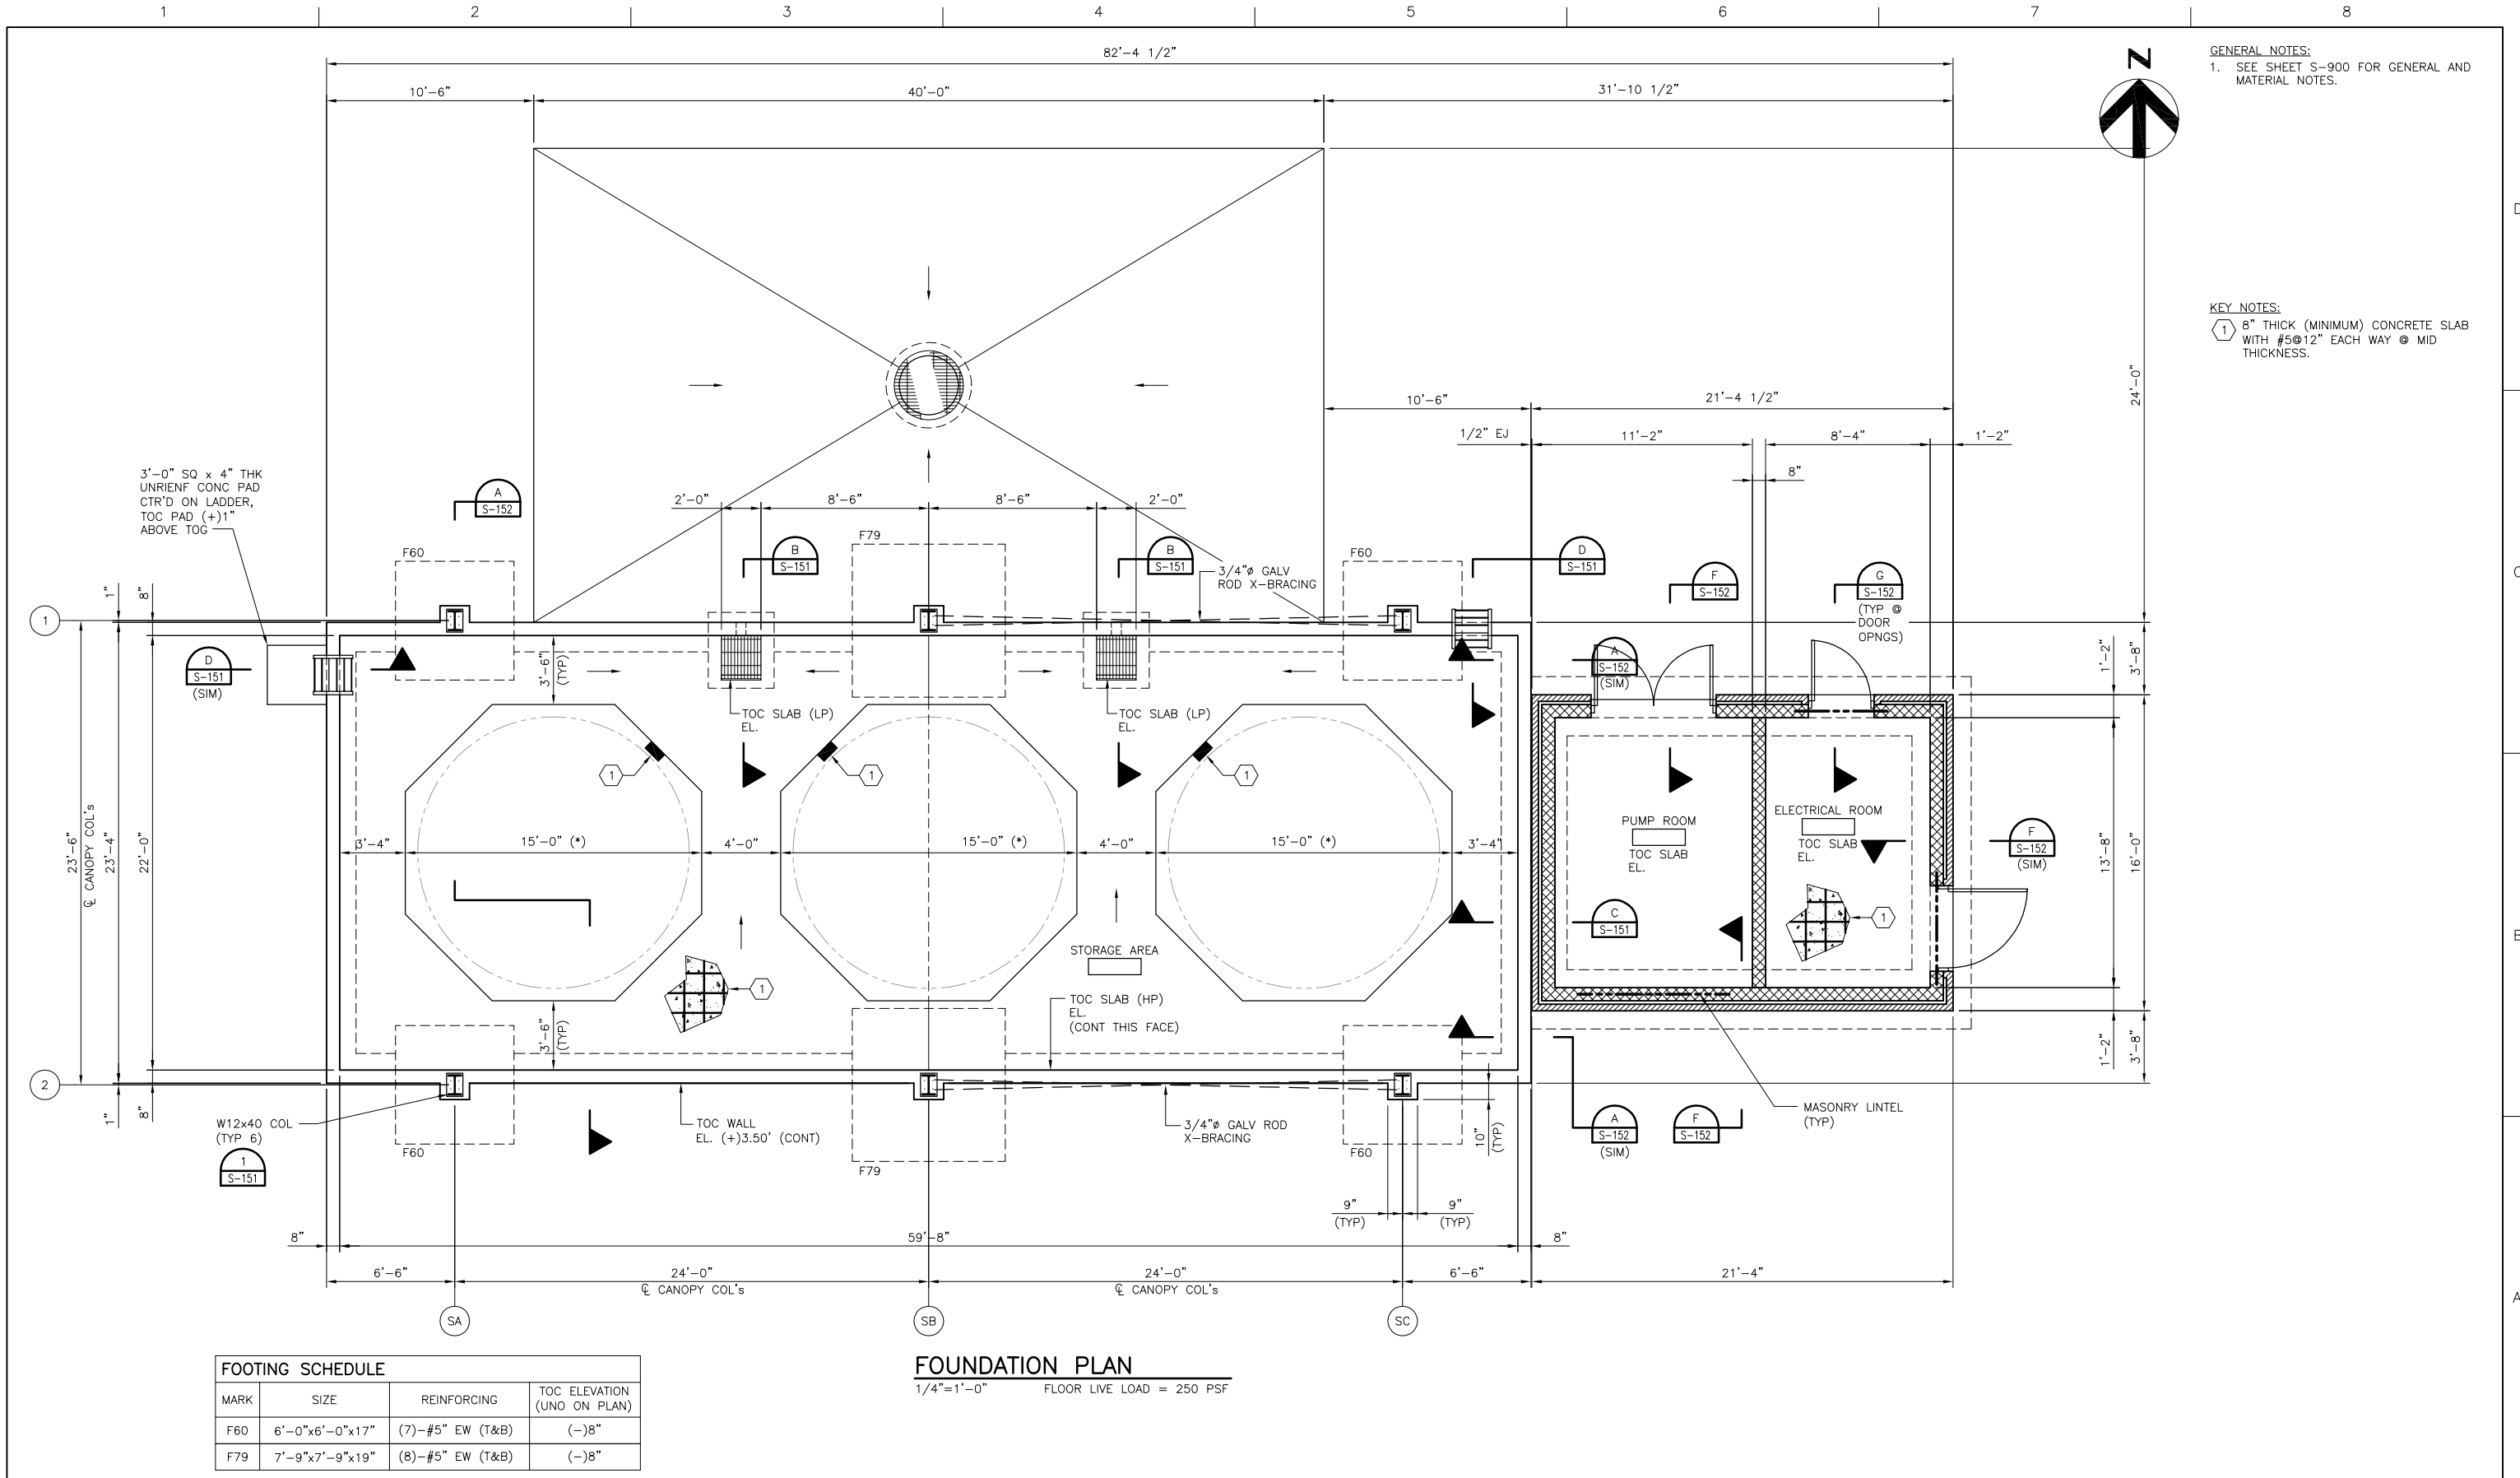 1 2 3 4 5 6 7 8
82'-4 1/2"
10'-6" 40'-0" 31'-10 1/2"
N
GENERAL NOTES:
1. SEE SHEET S-900 FOR GENERAL AND
MATERIAL NOTES.
D
KEY NOTES:
1 8" THICK (MINIMUM) CONCRETE SLAB
WITH #5@12" EACH WAY @ MID
THICKNESS.
24'-0"
10'-6" 21'-4 1/2"
1/2" EJ 11'-2" 8'-4" 1'-2"
8"
3'-0" SQ x 4" THK
UNRIENF CONC PAD
CTR'D ON LADDER,
TOC PAD (+)1"
ABOVE TOG
A
S-152
2'-0" 8'-6" 8'-6" 2'-0"
F60
F79
F60
B
S-151
B
S-151
D
S-151
3/4"ø GALV
ROD X-BRACING
F
S-152
G
S-152
(TYP @
DOOR
OPNGS)
C
1" 8"
1
D
S-151
(SIM)
3'-6"
(TYP)
A
S-152
(SIM)
1'-2" 3'-8"
TOC SLAB (LP)
EL.
TOC SLAB (LP)
EL.
1
1
1
23'-6"
℄ CANOPY COL's
23'-4"
22'-0"
3'-4" 15'-0" (*) 4'-0" 15'-0" (*) 4'-0" 15'-0" (*) 3'-4"
PUMP ROOM
TOC SLAB
EL.
ELECTRICAL ROOM
TOC SLAB
EL.
F
S-152
(SIM)
13'-8" 16'-0"
C
S-151
1
B
STORAGE AREA
1
TOC SLAB (HP)
EL.
(CONT THIS FACE)
3'-6"
(TYP)
1'-2" 3'-8"
2
1" 8"
W12x40 COL
(TYP 6)
1
S-151
F60
TOC WALL
EL. (+)3.50' (CONT)
F79
3/4"ø GALV ROD
X-BRACING
F60
10"
(TYP)
A
S-152
(SIM)
F
S-152
MASONRY LINTEL
(TYP)
9"
(TYP)
9"
(TYP)
8" 59'-8" 8"
6'-6" 24'-0" 24'-0" 6'-6" 21'-4"
℄ CANOPY COL's ℄ CANOPY COL's
A
SA SB SC
FOOTING SCHEDULE
MARK SIZE REINFORCING TOC ELEVATION
(UNO ON PLAN)
F60 6'-0"x6'-0"x17" (7)-#5" EW (T&B) (-)8"
F79 7'-9"x7'-9"x19" (8)-#5" EW (T&B) (-)8"
FOUNDATION PLAN
1/4"=1'-0" FLOOR LIVE LOAD = 250 PSF